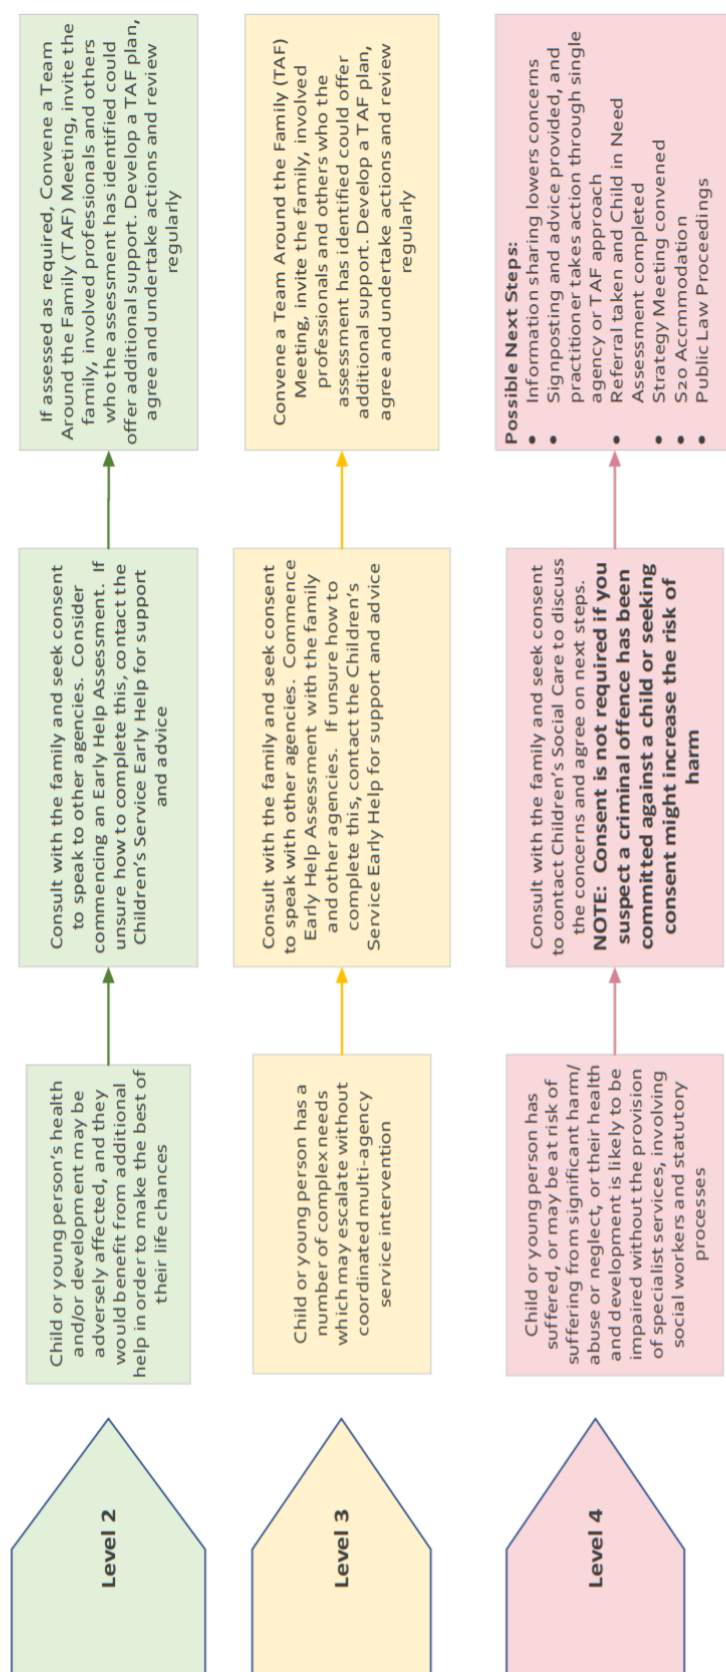 Level 2
Child or young person's health
and/or development may be
adversely affected, and they
would benefit from additional
help in order to make the best of
their life chances
Consult with the family and seek consent
to speak to other agencies. Consider
commencing an Early Help Assessment. If
unsure how to complete this, contact the
Children's Service Early Help for support
and advice
If assessed as required, Convene a Team
Around the Family (TAF) Meeting, invite the
family, involved professionals and others
who the assessment has identified could
offer additional support. Develop a TAF plan,
agree and undertake actions and review
regularly
Level 3
Child or young person has a
number of complex needs
which may escalate without
coordinated multi-agency
service intervention
Consult with the family and seek consent
to speak with other agencies. Commence
Early Help Assessment with the family
and other agencies. If unsure how to
complete this, contact the Children's
Service Early Help for support and advice
Convene a Team Around the Family (TAF)
Meeting, invite the family, involved
professionals and others who the
assessment has identified could offer
additional support. Develop a TAF plan,
agree and undertake actions and review
regularly
Level 4
Child or young person has
suffered, or may be at risk of
suffering from significant harm/
abuse or neglect, or their health
and development is likely to be
impaired without the provision
of specialist services, involving
social workers and statutory
processes
Consult with the family and seek consent
to contact Children's Social Care to discuss
the concerns and agree on next steps.
NOTE: Consent is not required if you
suspect a criminal offence has been
committed against a child or seeking
consent might increase the risk of
harm
Possible Next Steps:
• Information sharing lowers concerns
• Signposting and advice provided, and
practitioner takes action through single
agency or TAF approach
• Referral taken and Child in Need
Assessment completed
• Strategy Meeting convened
• S20 Accmmodation
• Public Law Proceedings